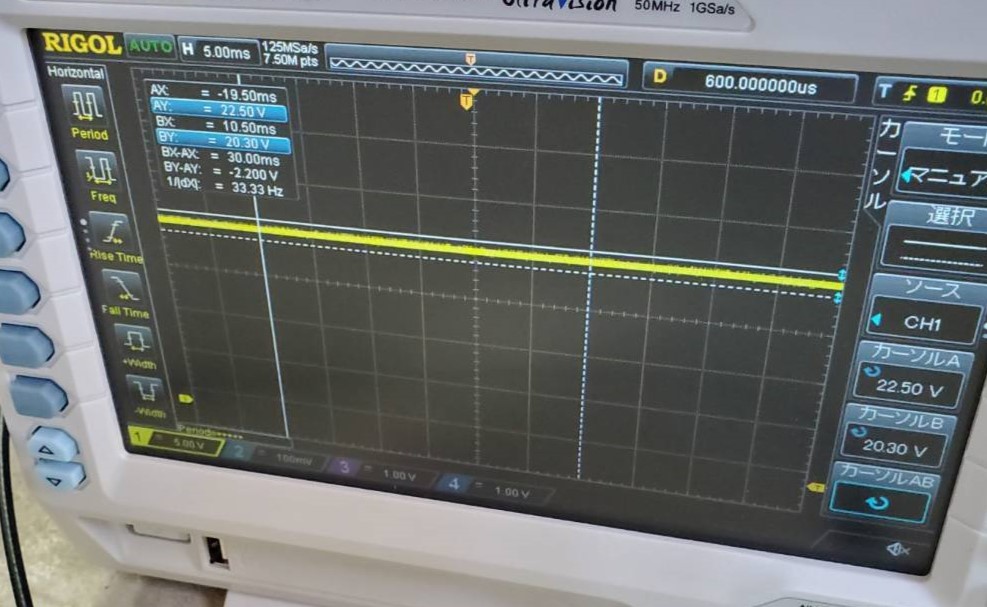 UltraVision 50MHz 1GSa/s
RIGOL AUTO H 5.00ms 125MSa/s
7.50M pts
T
D 600.000000us
T 1 0.
Horizontal
Period
Freq
Rise Time
Fall Time
+Width
-Width
AX: = -19.50ms
AY: = 22.50 V
BX: = 10.50ms
BY: = 20.30 V
BX-AX: = 30.00ms
BY-AY: = -2.200 V
1/|dX|: = 33.33 Hz
T
カーソル
モー
マニュア
選択
ソース
CH1
カーソルA
22.50 V
カーソルB
20.30 V
カーソルAB
Period=*****
1 = 5.00 V
2 = 100mV
3 = 1.00 V
4 = 1.00 V
T